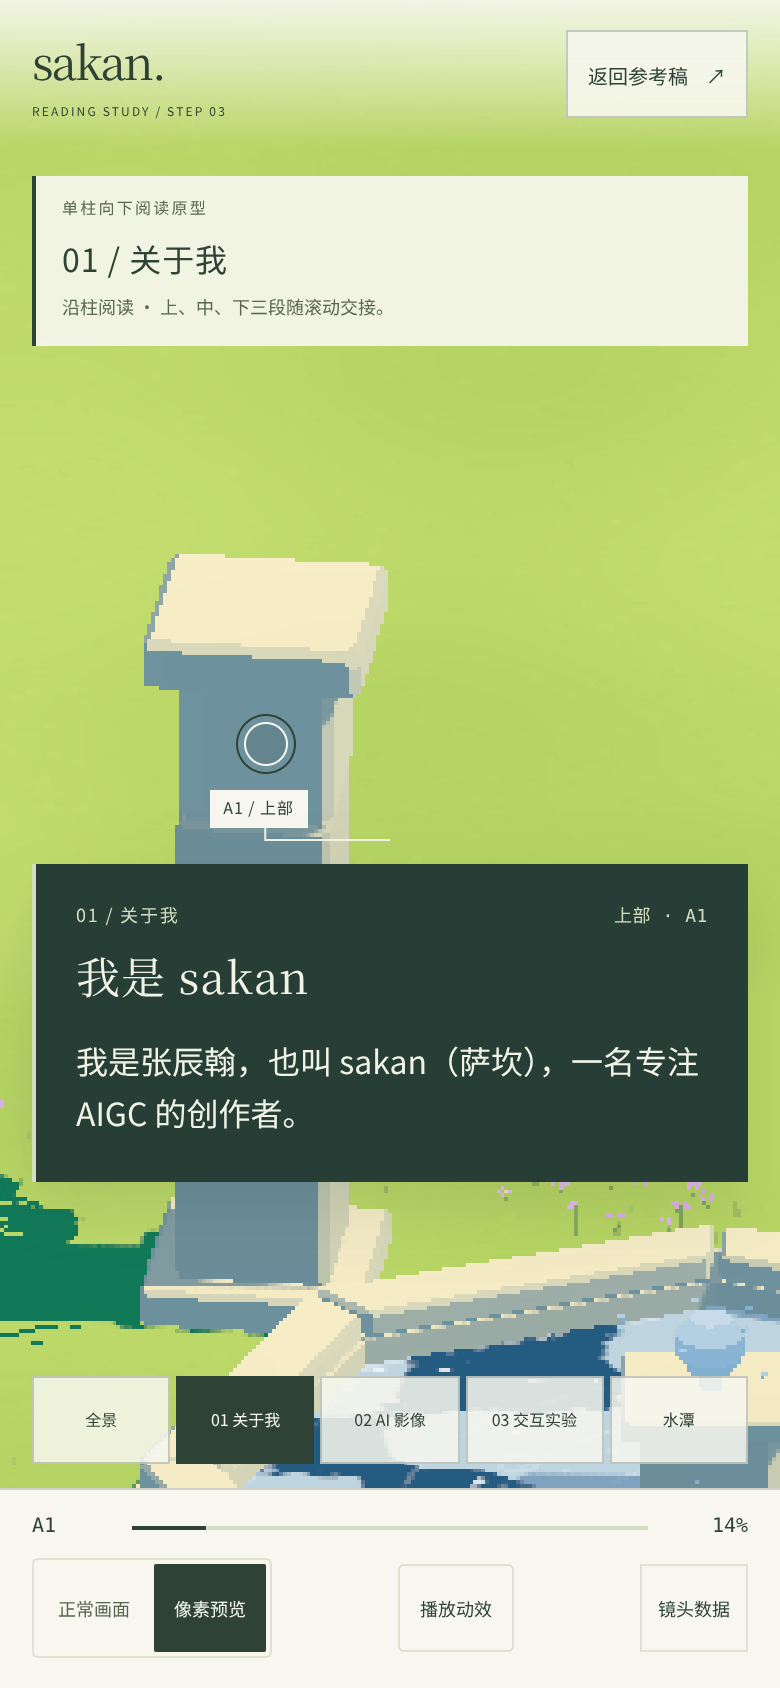 sakan.
返回参考稿 ↗
READING STUDY / STEP 03
单柱向下阅读原型
01 / 关于我
沿柱阅读 · 上、中、下三段随滚动交接。
A1 / 上部
01 / 关于我
上部 · A1
我是 sakan
我是张辰翰，也叫 sakan（萨坎），一名专注
AIGC 的创作者。
全景
01 关于我
02 AI 影像
03 交互实验
水潭
A1
14%
正常画面
像素预览
播放动效
镜头数据